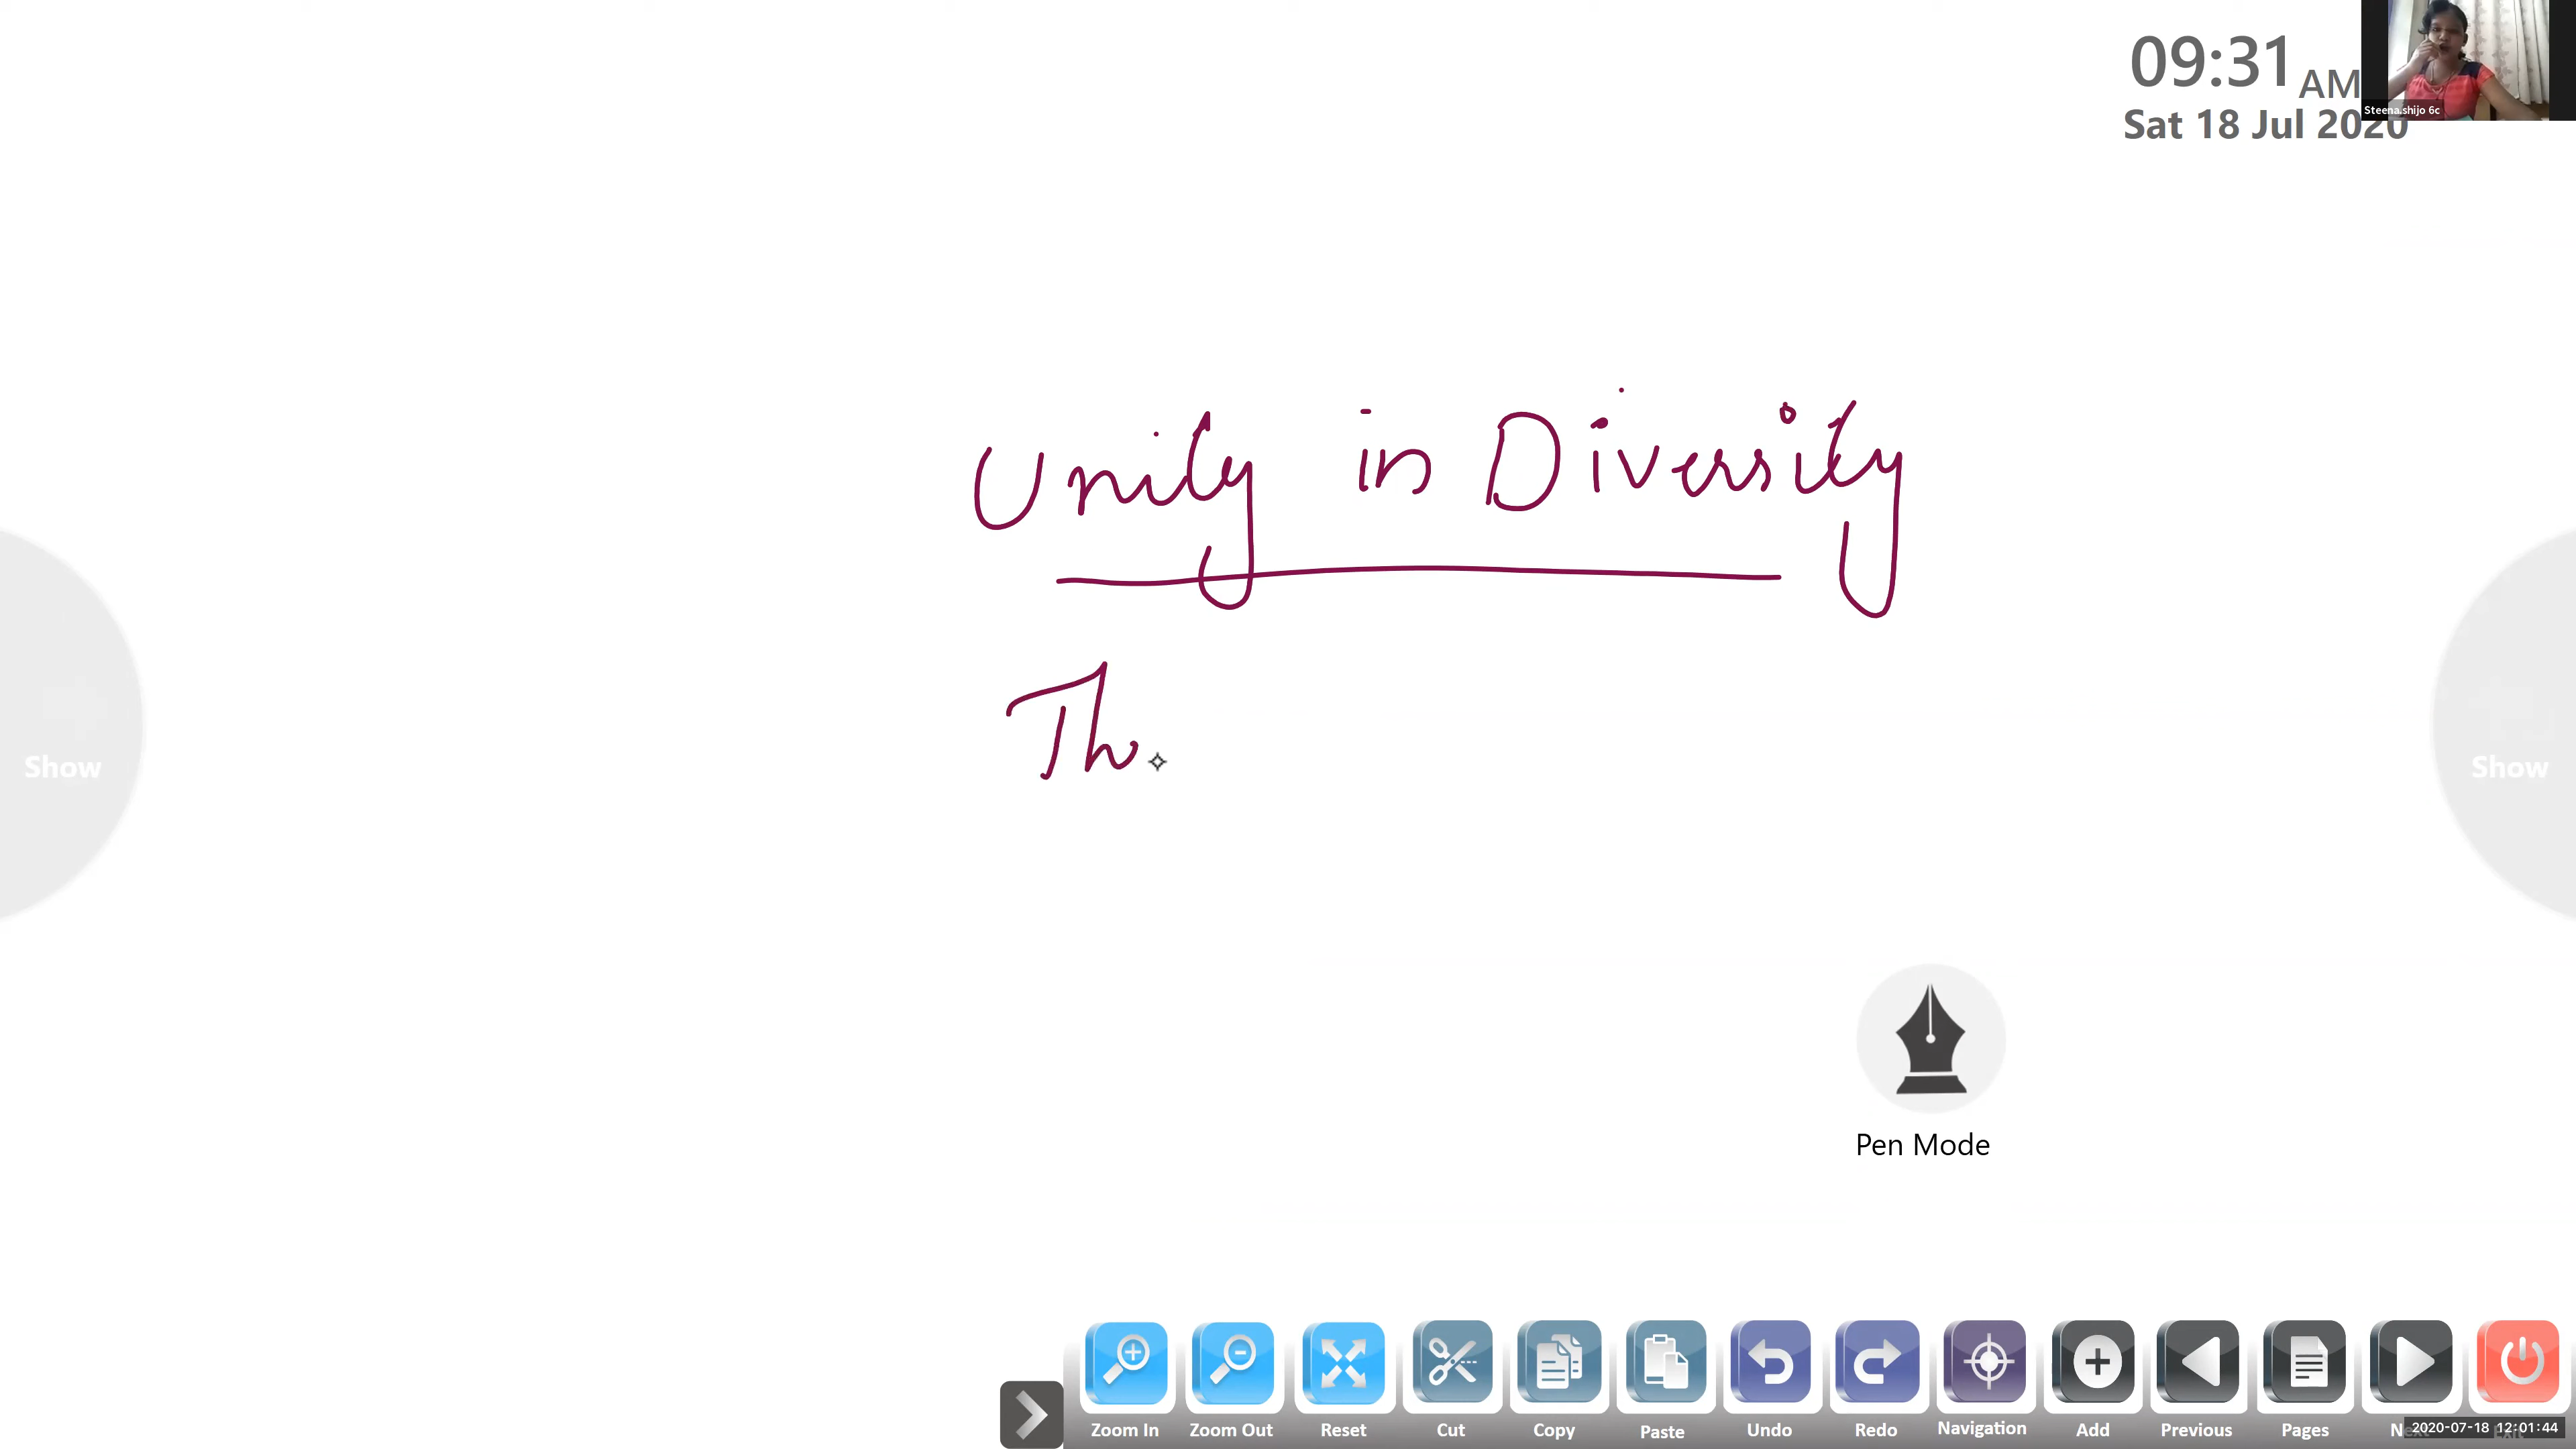 09:31 AM
Steena.shijo 6c
Sat 18 Jul 2020
Unity in Diversity
Th
Show
Show
Pen Mode
Zoom In Zoom Out Reset Cut Copy Paste Undo Redo Navigation Add Previous Pages
2020-07-18 12:01:44